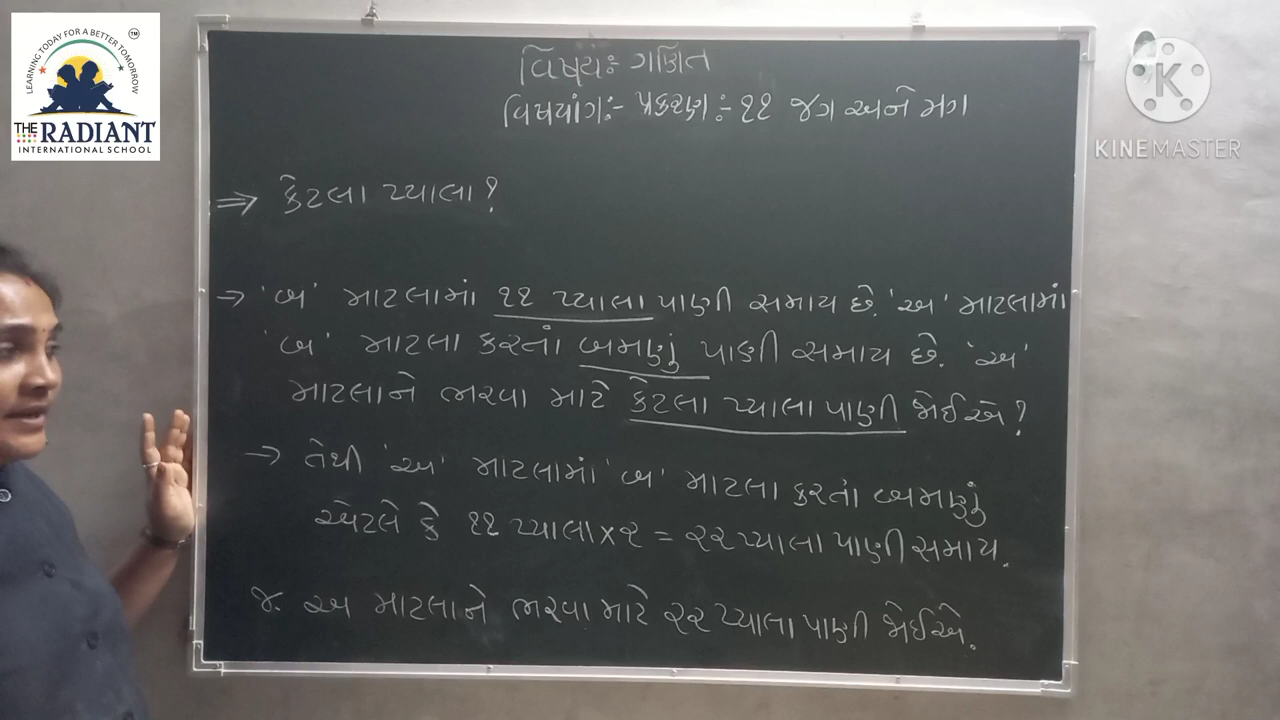 LEARNING TODAY FOR A BETTER TOMORROW
TM
THE RADIANT
INTERNATIONAL SCHOOL
K
KINEMASTER
વિષયઃ ગણિત
વિષયાંગઃ- પ્રકરણઃ- ૧૧ જગ અને મગ
⇒ કેટલા પ્યાલા?
→ 'બ' માટલામાં ૧૧ પ્યાલા પાણી સમાય છે. 'અ' માટલામાં
'બ' માટલા કરતાં બમણું પાણી સમાય છે. 'અ'
માટલાને ભરવા માટે કેટલા પ્યાલા પાણી જોઈએ?
→ તેથી 'અ' માટલામાં 'બ' માટલા કરતાં બમણું
એટલે કે ૧૧ પ્યાલા × ૨ = ૨૨ પ્યાલા પાણી સમાય.
જ. અ માટલાને ભરવા માટે ૨૨ પ્યાલા પાણી જોઈએ.